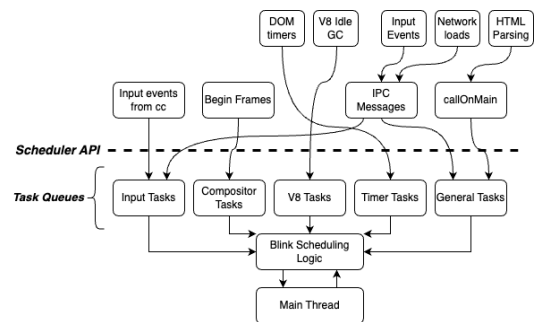 DOM
timers
V8 Idle
GC
Input
Events
Network
loads
HTML
Parsing
Input events
from cc
Begin Frames
IPC
Messages
callOnMain
Scheduler API
Task Queues
Input Tasks
Compositor
Tasks
V8 Tasks
Timer Tasks
General Tasks
Blink Scheduling
Logic
Main Thread